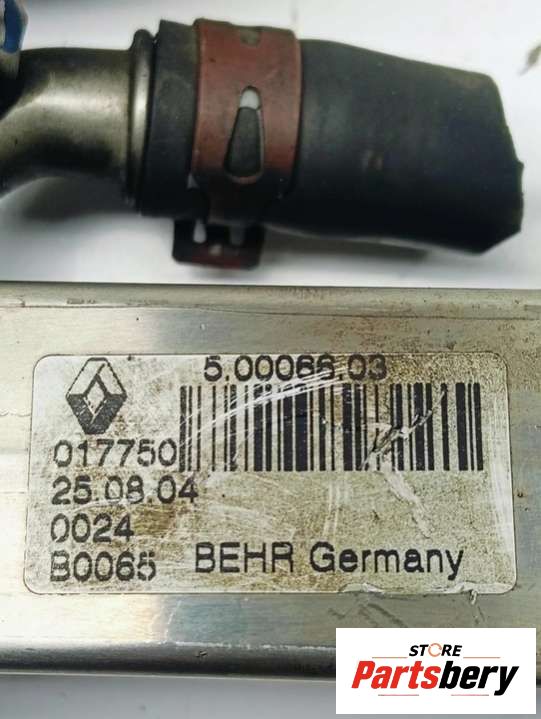 5.00066.03
017750
25.08.04
0024
B0065 BEHR Germany
STORE
Partsbery